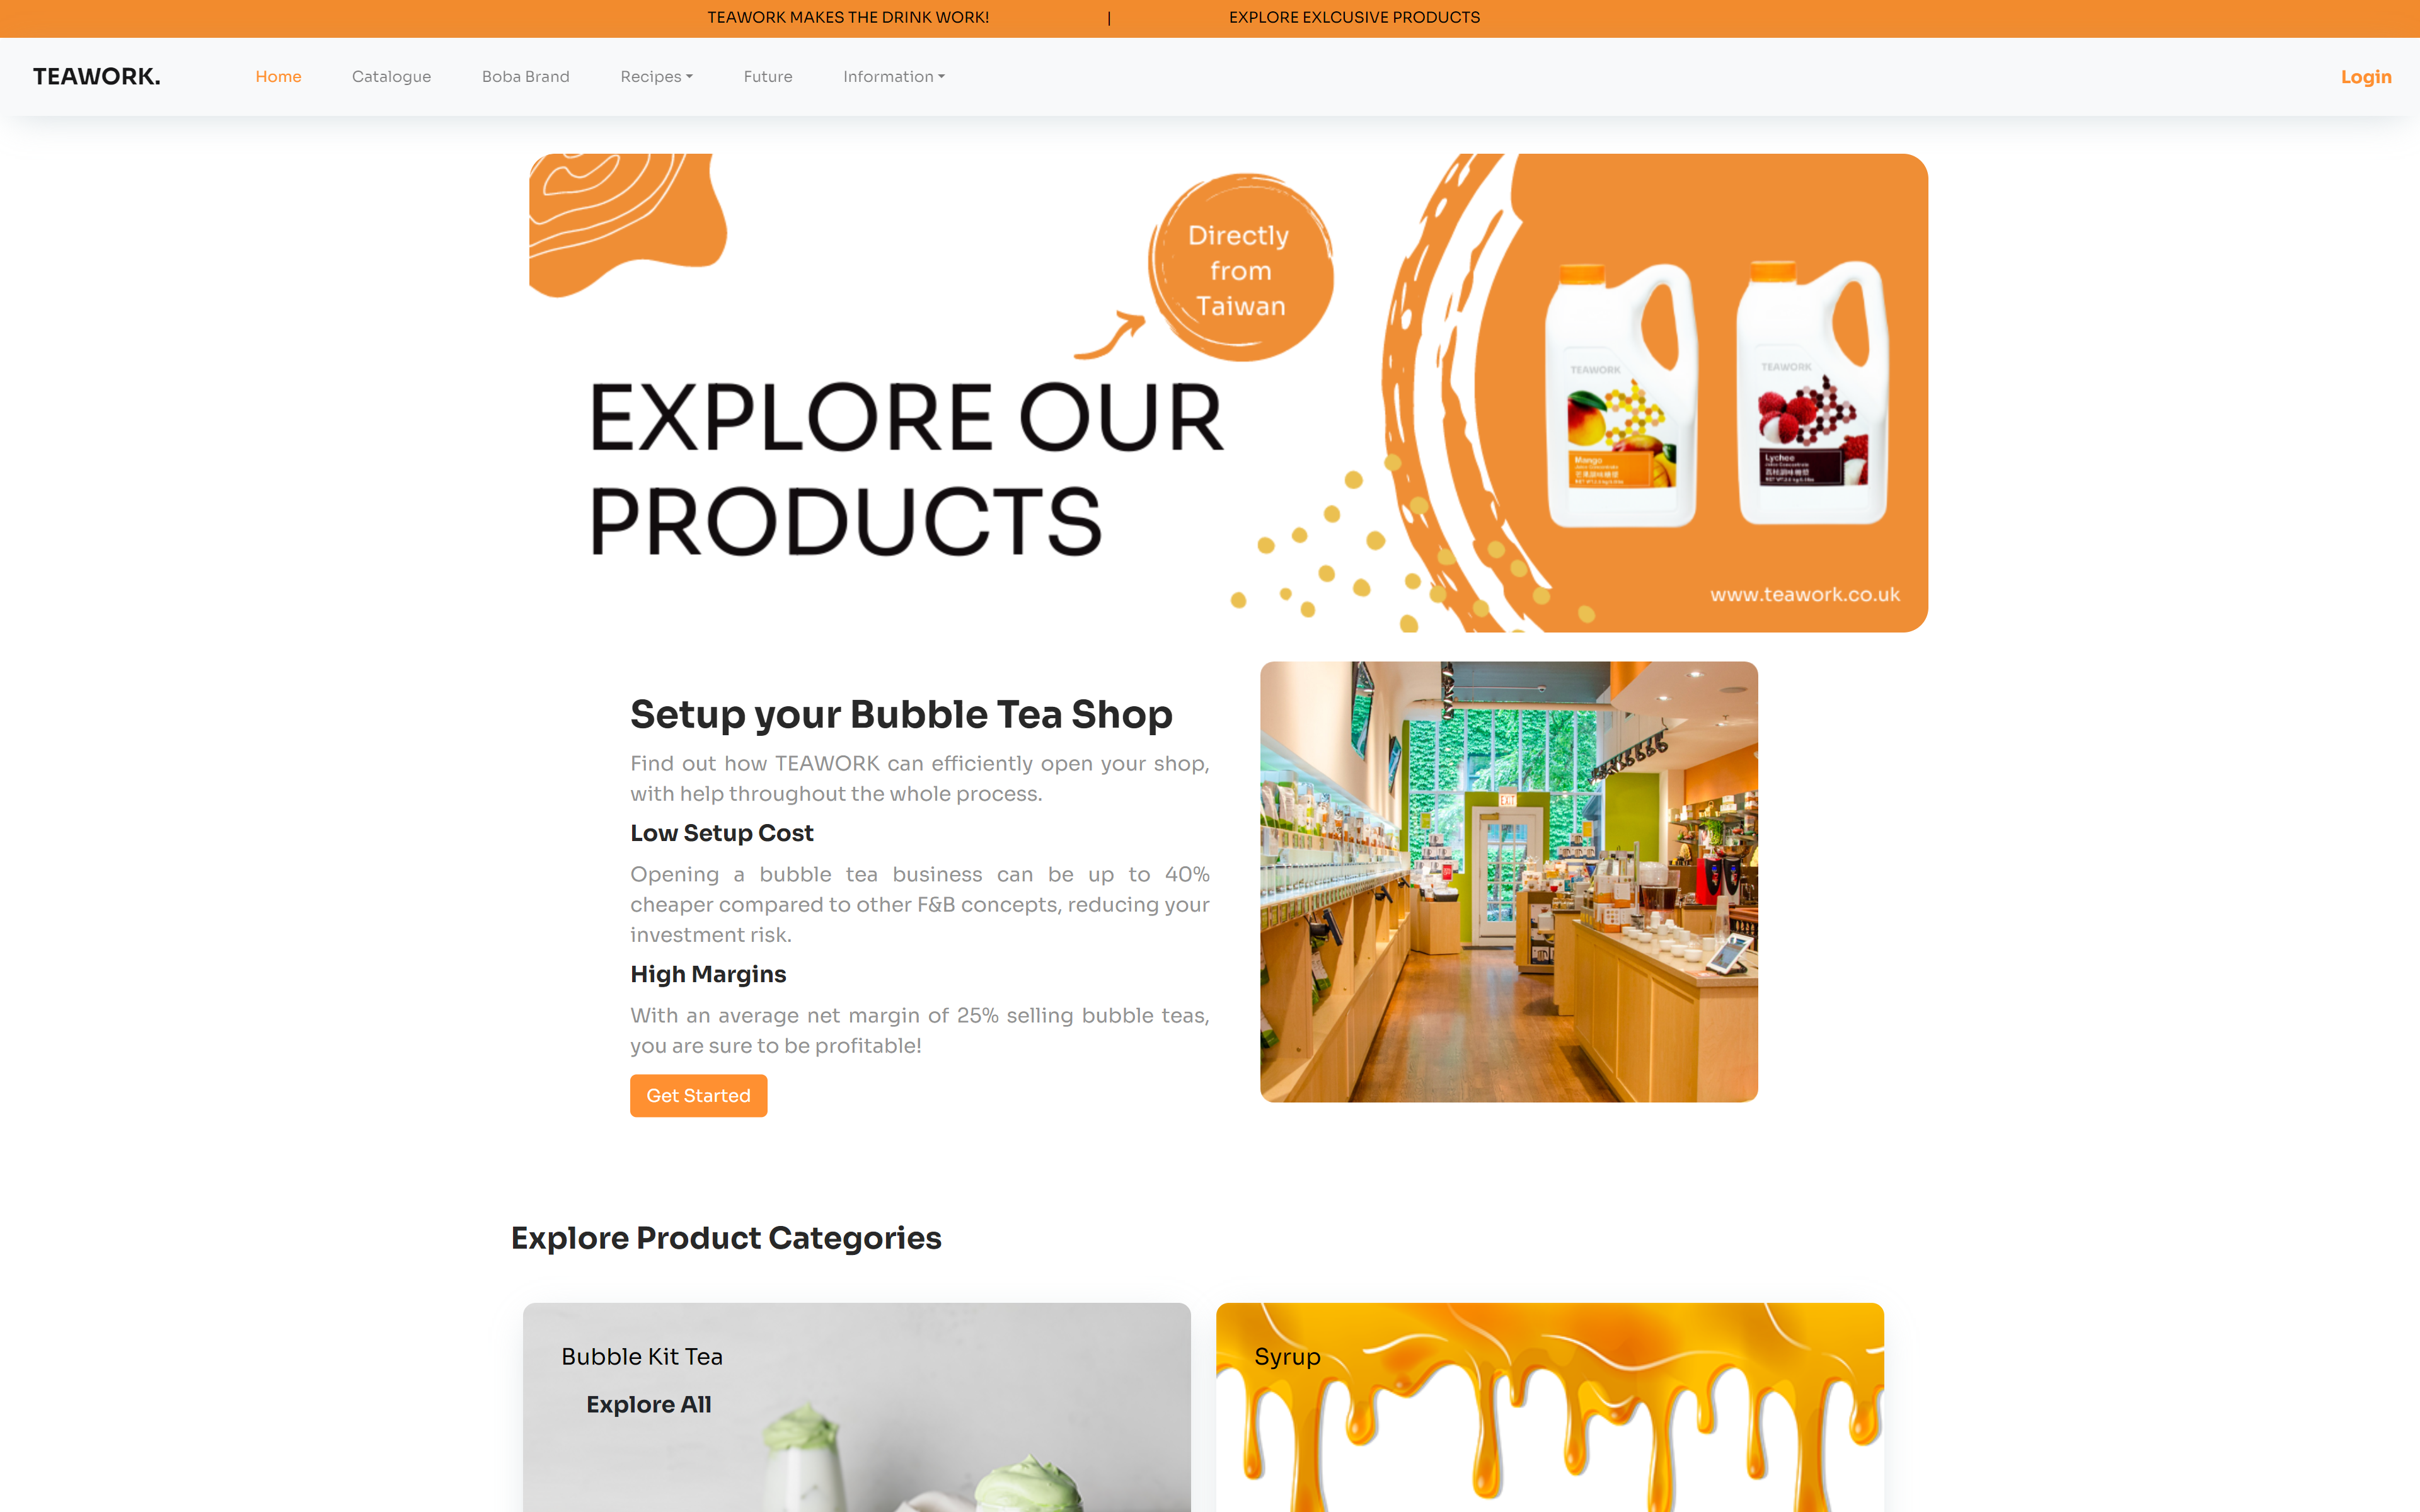 TEAWORK MAKES THE DRINK WORK! | EXPLORE EXLCUSIVE PRODUCTS
TEAWORK. Home Catalogue Boba Brand Recipes Future Information Login
Directly
from
Taiwan
EXPLORE OUR
PRODUCTS
TEAWORK
Mango
TEAWORK
Lychee
www.teawork.co.uk
Setup your Bubble Tea Shop
Find out how TEAWORK can efficiently open your shop,
with help throughout the whole process.
Low Setup Cost
Opening a bubble tea business can be up to 40%
cheaper compared to other F&B concepts, reducing your
investment risk.
High Margins
With an average net margin of 25% selling bubble teas,
you are sure to be profitable!
Get Started
EXIT
Explore Product Categories
Bubble Kit Tea
Explore All
Syrup